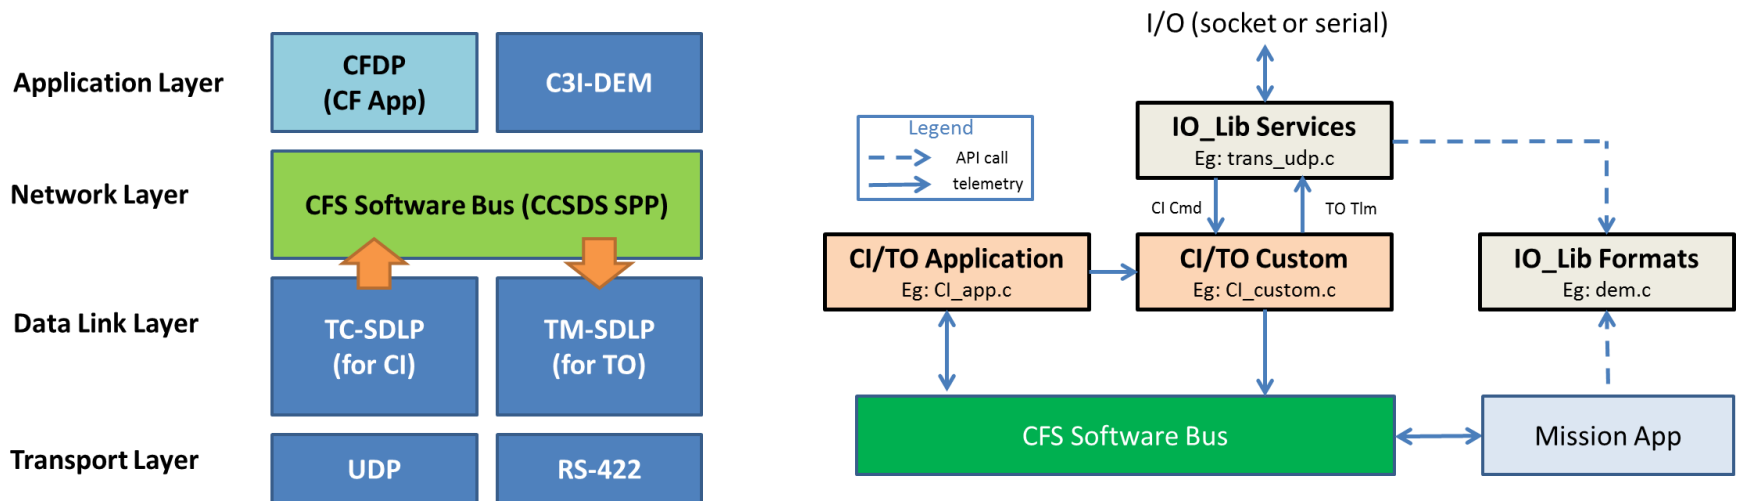 Application Layer
CFDP
(CF App)
C3I-DEM
Network Layer
CFS Software Bus (CCSDS SPP)
Data Link Layer
TC-SDLP
(for CI)
TM-SDLP
(for TO)
Transport Layer
UDP
RS-422
I/O (socket or serial)
Legend
API call
telemetry
IO_Lib Services
Eg: trans_udp.c
CI Cmd
TO Tlm
CI/TO Application
Eg: CI_app.c
CI/TO Custom
Eg: CI_custom.c
IO_Lib Formats
Eg: dem.c
CFS Software Bus
Mission App